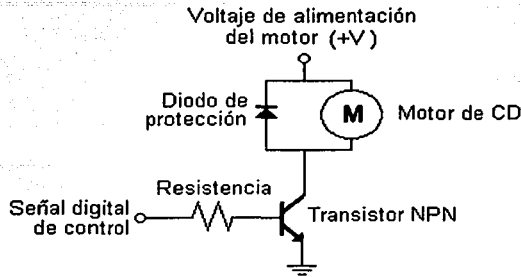 Voltaje de alimentación
del motor (+V)
Diodo de
protección
M
Motor de CD
Resistencia
Señal digital
de control
Transistor NPN